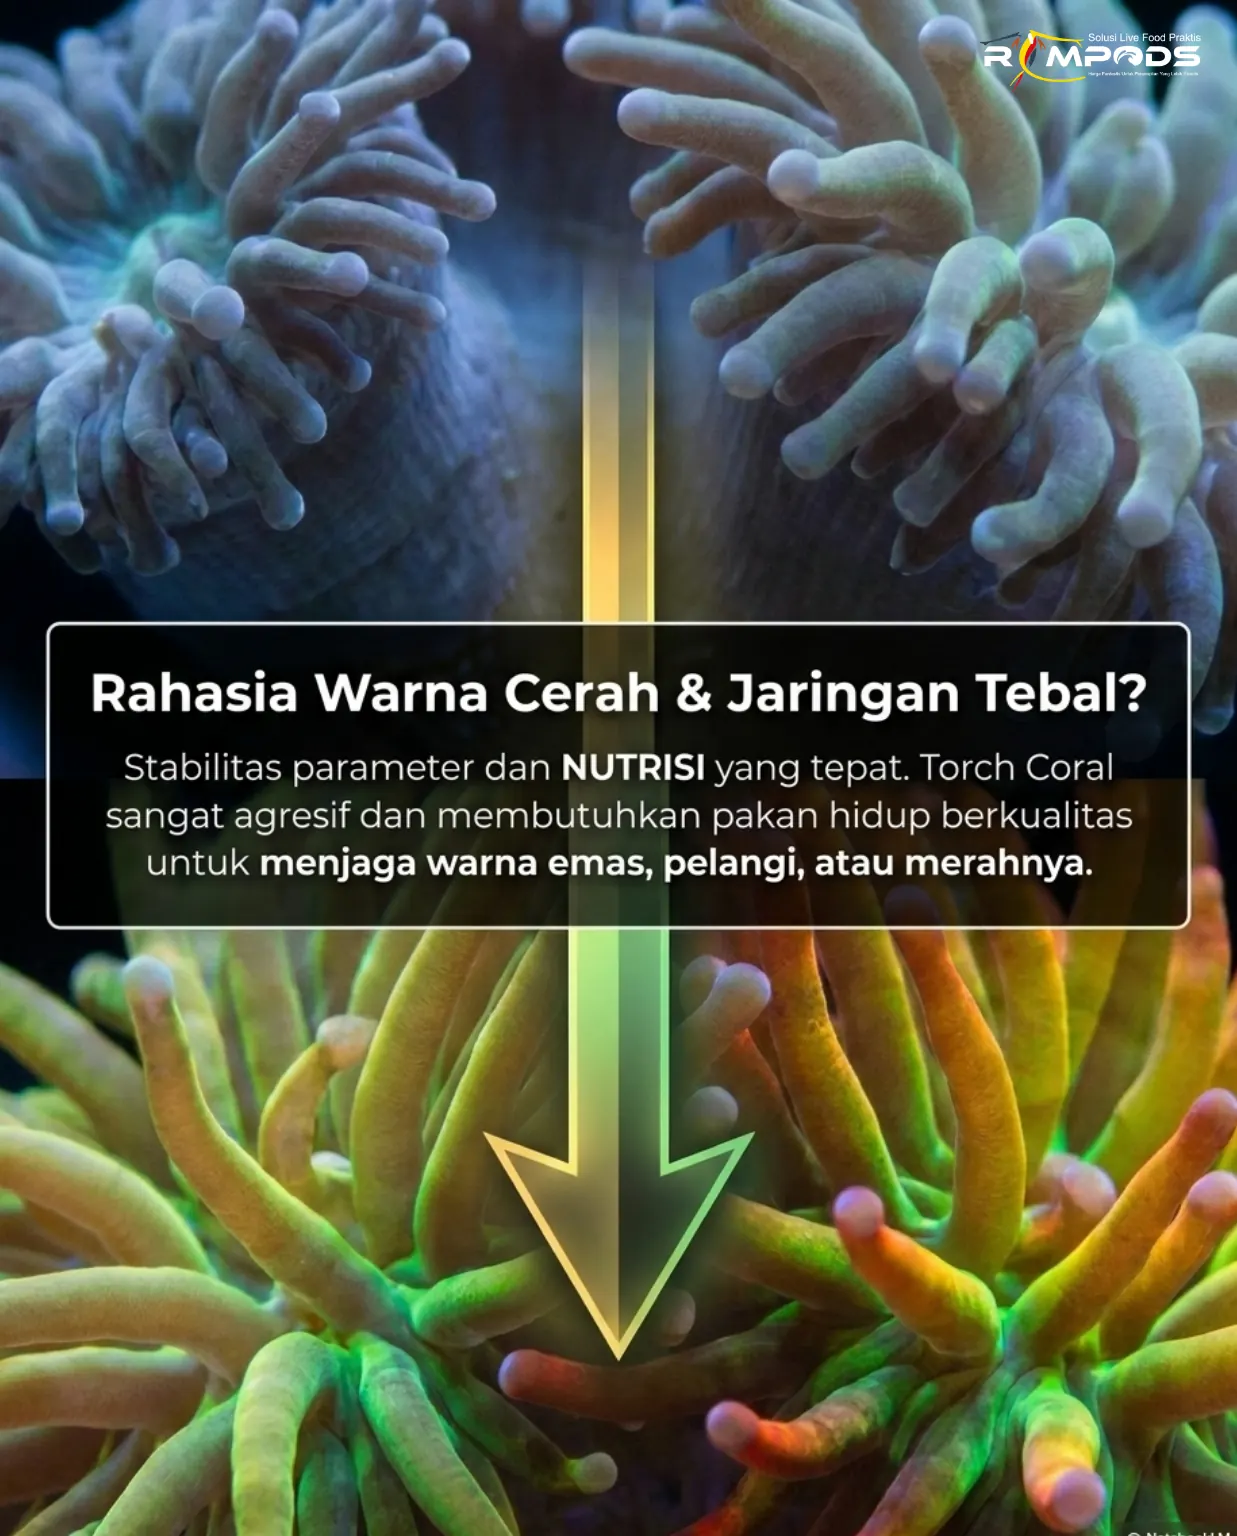 Solusi Live Food Praktis
R MPODS
Rahasia Warna Cerah & Jaringan Tebal?
Stabilitas parameter dan NUTRISI yang tepat. Torch Coral
sangat agresif dan membutuhkan pakan hidup berkualitas
untuk menjaga warna emas, pelangi, atau merahnya.